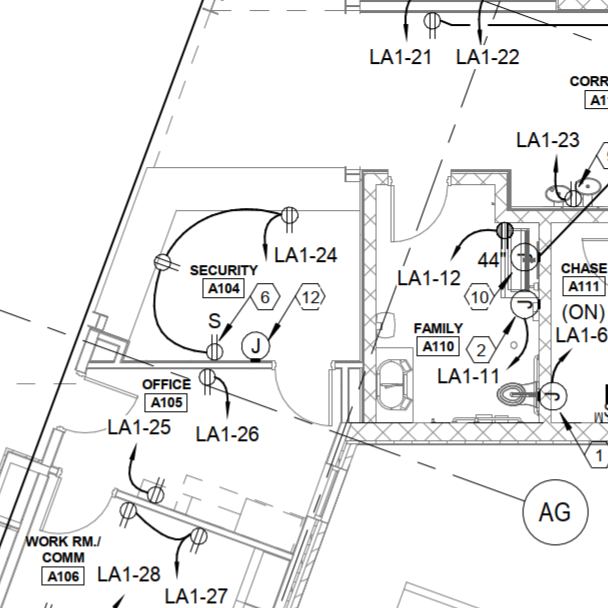 LA1-21
LA1-22
CORR
A11
LA1-23
LA1-24
SECURITY
A104
6
12
S
J
LA1-12
44"
J
10
CHASE
A111
(ON)
LA1-6
FAMILY
A110
J
2
LA1-11
J
1
OFFICE
A105
LA1-25
LA1-26
AG
WORK RM./
COMM
A106
LA1-28
LA1-27